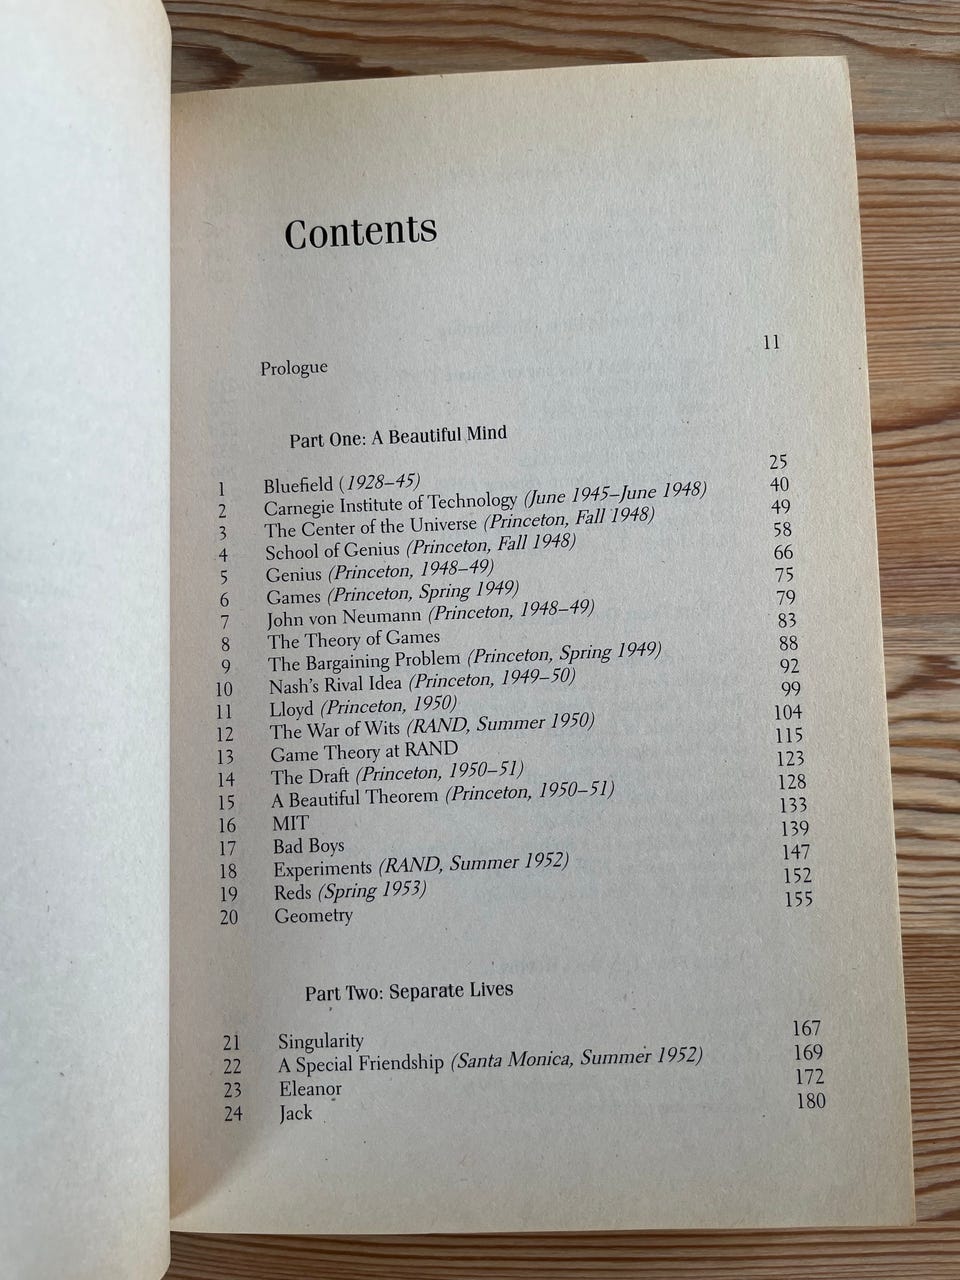 Contents
Prologue 11
Part One: A Beautiful Mind
1 Bluefield (1928–45) 25
2 Carnegie Institute of Technology (June 1945–June 1948) 40
3 The Center of the Universe (Princeton, Fall 1948) 49
4 School of Genius (Princeton, Fall 1948) 58
5 Genius (Princeton, 1948–49) 66
6 Games (Princeton, Spring 1949) 75
7 John von Neumann (Princeton, 1948–49) 79
8 The Theory of Games 83
9 The Bargaining Problem (Princeton, Spring 1949) 88
10 Nash's Rival Idea (Princeton, 1949–50) 92
11 Lloyd (Princeton, 1950) 99
12 The War of Wits (RAND, Summer 1950) 104
13 Game Theory at RAND 115
14 The Draft (Princeton, 1950–51) 123
15 A Beautiful Theorem (Princeton, 1950–51) 128
16 MIT 133
17 Bad Boys 139
18 Experiments (RAND, Summer 1952) 147
19 Reds (Spring 1953) 152
20 Geometry 155
Part Two: Separate Lives
21 Singularity 167
22 A Special Friendship (Santa Monica, Summer 1952) 169
23 Eleanor 172
24 Jack 180